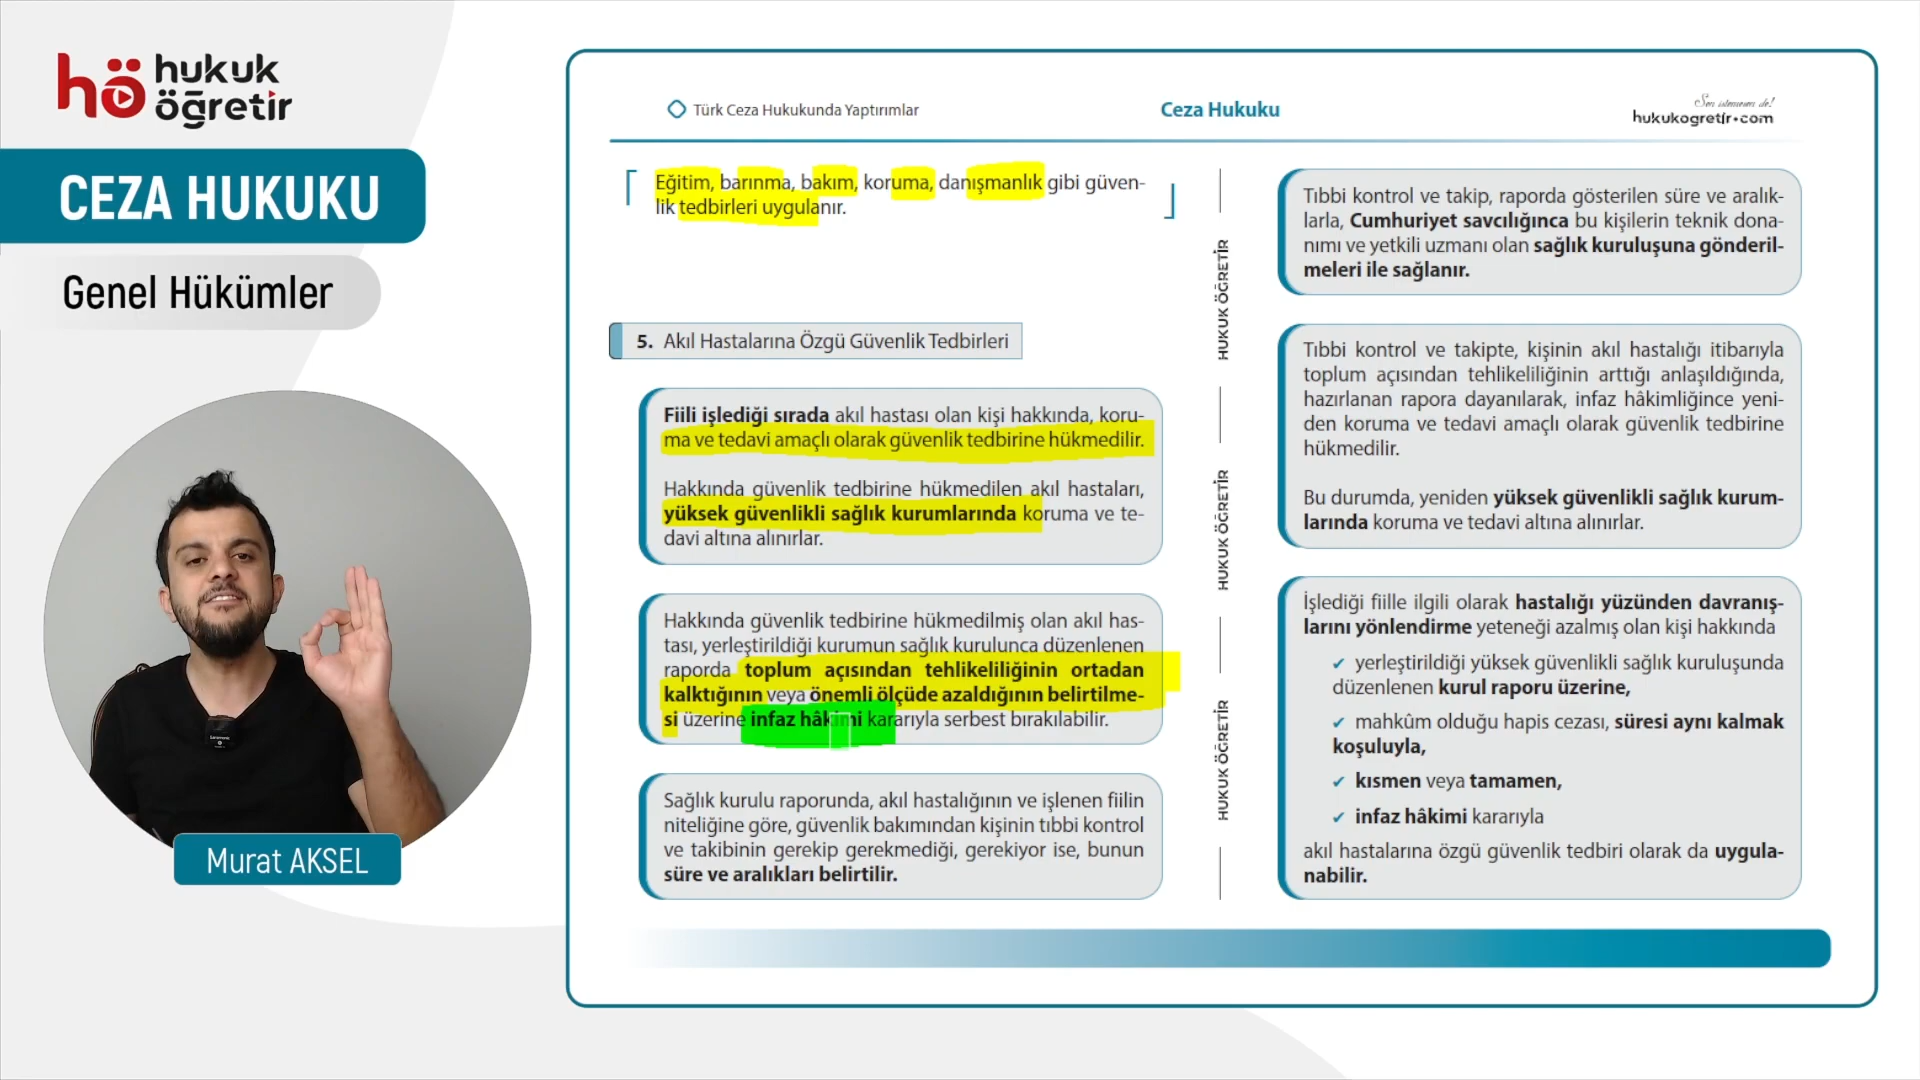 hö hukuk
öğretir
CEZA HUKUKU
Genel Hükümler
Murat AKSEL
Türk Ceza Hukukunda Yaptırımlar
Ceza Hukuku
Sen istemesen de!
hukukogretir•com
Eğitim, barınma, bakım, koruma, danışmanlık gibi güven-
lik tedbirleri uygulanır.
5. Akıl Hastalarına Özgü Güvenlik Tedbirleri
Fiili işlediği sırada akıl hastası olan kişi hakkında, koru-
ma ve tedavi amaçlı olarak güvenlik tedbirine hükmedilir.
Hakkında güvenlik tedbirine hükmedilen akıl hastaları,
yüksek güvenlikli sağlık kurumlarında koruma ve te-
davi altına alınırlar.
Hakkında güvenlik tedbirine hükmedilmiş olan akıl has-
tası, yerleştirildiği kurumun sağlık kurulunca düzenlenen
raporda toplum açısından tehlikeliliğinin ortadan
kalktığının veya önemli ölçüde azaldığının belirtilme-
si üzerine infaz hâkimi kararıyla serbest bırakılabilir.
Sağlık kurulu raporunda, akıl hastalığının ve işlenen fiilin
niteliğine göre, güvenlik bakımından kişinin tıbbi kontrol
ve takibinin gerekip gerekmediği, gerekiyor ise, bunun
süre ve aralıkları belirtilir.
HUKUK ÖĞRETİR
HUKUK ÖĞRETİR
HUKUK ÖĞRETİR
Tıbbi kontrol ve takip, raporda gösterilen süre ve aralık-
larla, Cumhuriyet savcılığınca bu kişilerin teknik dona-
nımı ve yetkili uzmanı olan sağlık kuruluşuna gönderil-
meleri ile sağlanır.
Tıbbi kontrol ve takipte, kişinin akıl hastalığı itibarıyla
toplum açısından tehlikeliliğinin arttığı anlaşıldığında,
hazırlanan rapora dayanılarak, infaz hâkimliğince yeni-
den koruma ve tedavi amaçlı olarak güvenlik tedbirine
hükmedilir.
Bu durumda, yeniden yüksek güvenlikli sağlık kurum-
larında koruma ve tedavi altına alınırlar.
İşlediği fiille ilgili olarak hastalığı yüzünden davranış-
larını yönlendirme yeteneği azalmış olan kişi hakkında
✔ yerleştirildiği yüksek güvenlikli sağlık kuruluşunda
düzenlenen kurul raporu üzerine,
✔ mahkûm olduğu hapis cezası, süresi aynı kalmak
koşuluyla,
✔ kısmen veya tamamen,
✔ infaz hâkimi kararıyla
akıl hastalarına özgü güvenlik tedbiri olarak da uygula-
nabilir.